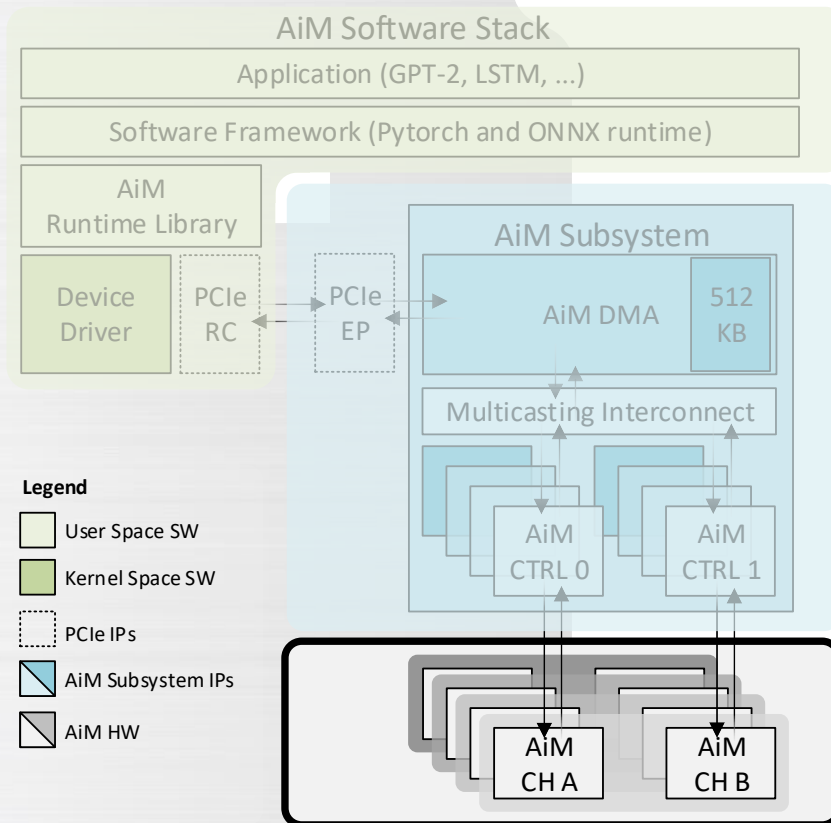 AiM Software Stack
Application (GPT-2, LSTM, ...)
Software Framework (Pytorch and ONNX runtime)
AiM
Runtime Library
Device
Driver
PCIe
RC
PCIe
EP
AiM Subsystem
AiM DMA
512
KB
Multicasting Interconnect
AiM
CTRL 0
AiM
CTRL 1
Legend
User Space SW
Kernel Space SW
PCIe IPs
AiM Subsystem IPs
AiM HW
AiM
CH A
AiM
CH B